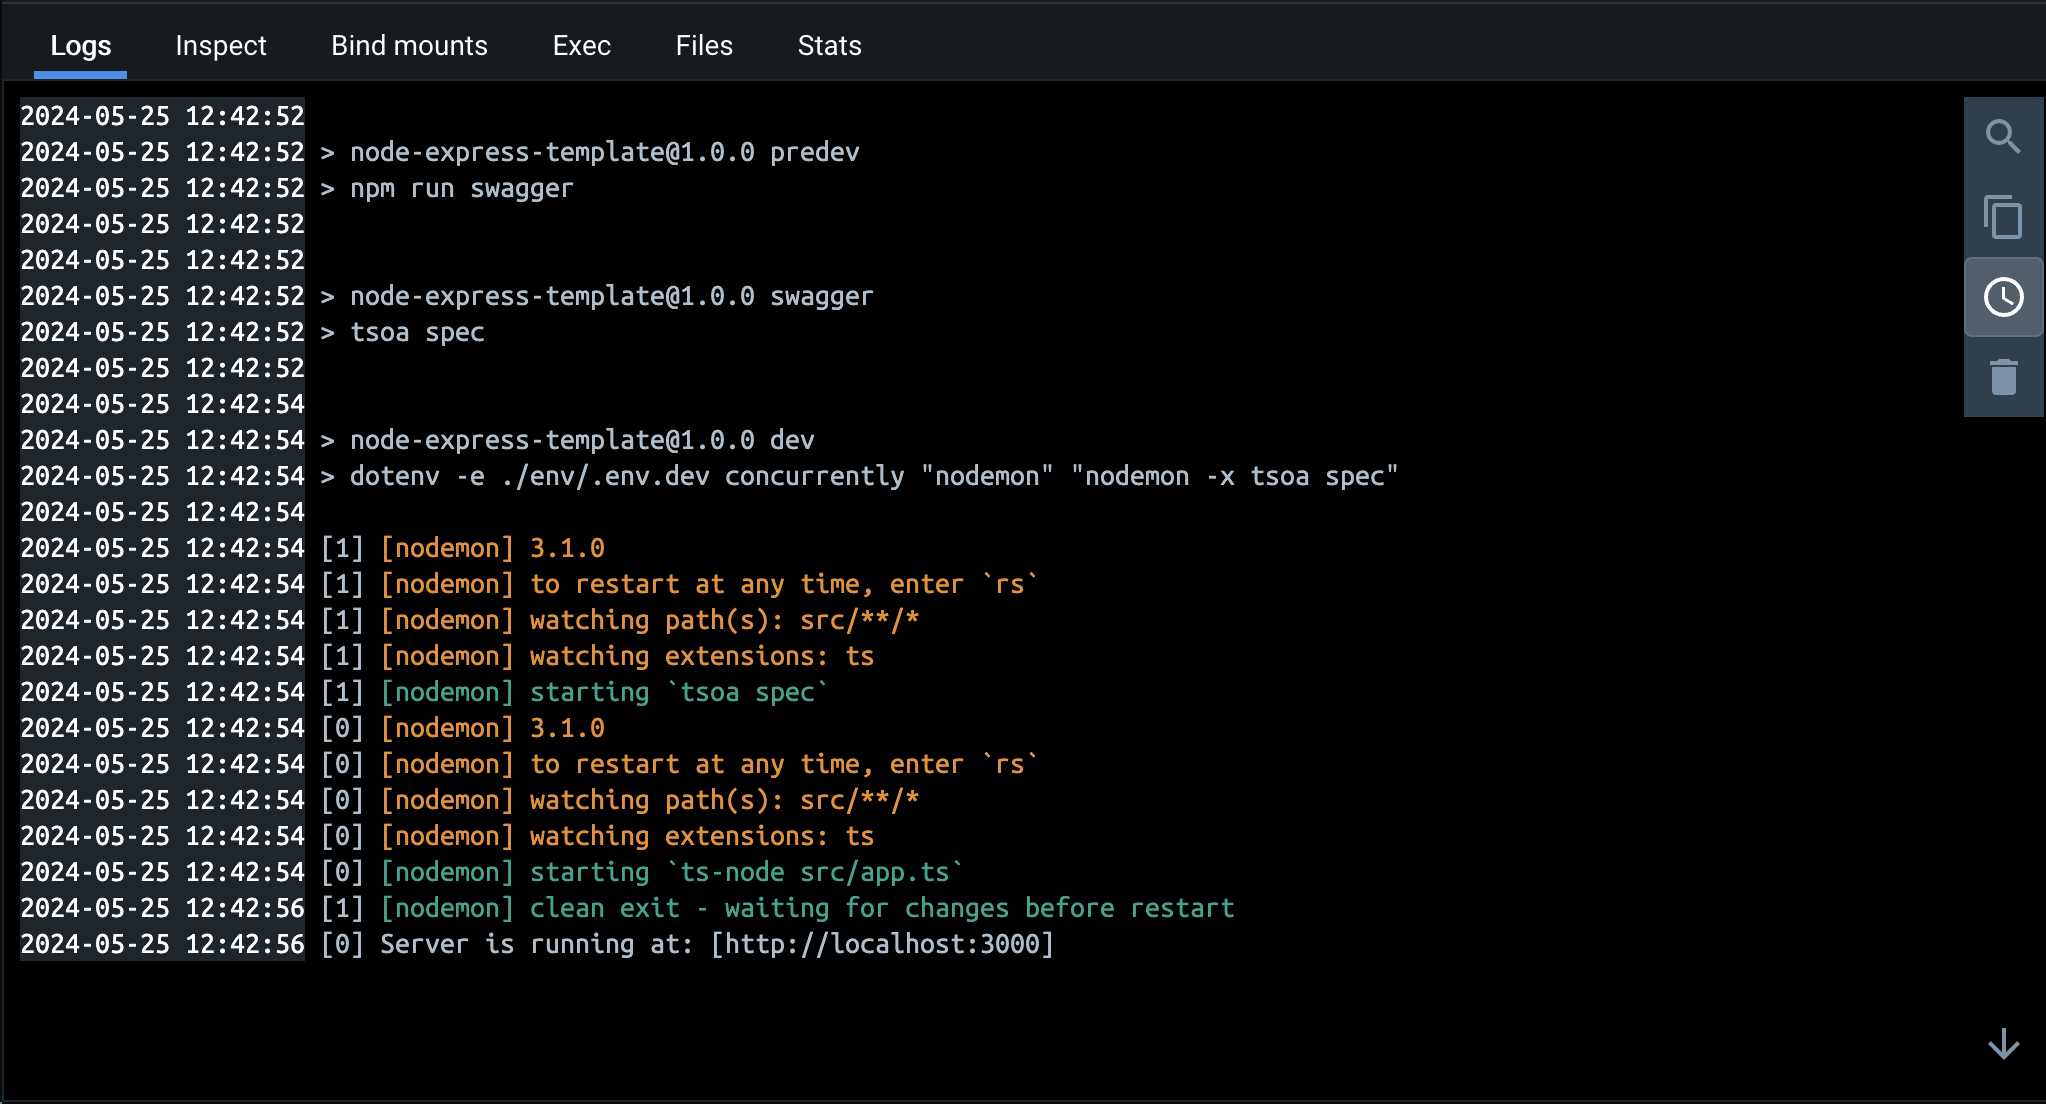 Logs Inspect Bind mounts Exec Files Stats
2024-05-25 12:42:52
2024-05-25 12:42:52 > node-express-template@1.0.0 predev
2024-05-25 12:42:52 > npm run swagger
2024-05-25 12:42:52
2024-05-25 12:42:52
2024-05-25 12:42:52 > node-express-template@1.0.0 swagger
2024-05-25 12:42:52 > tsoa spec
2024-05-25 12:42:52
2024-05-25 12:42:54
2024-05-25 12:42:54 > node-express-template@1.0.0 dev
2024-05-25 12:42:54 > dotenv -e ./env/.env.dev concurrently "nodemon" "nodemon -x tsoa spec"
2024-05-25 12:42:54
2024-05-25 12:42:54 [1] [nodemon] 3.1.0
2024-05-25 12:42:54 [1] [nodemon] to restart at any time, enter `rs`
2024-05-25 12:42:54 [1] [nodemon] watching path(s): src/**/*
2024-05-25 12:42:54 [1] [nodemon] watching extensions: ts
2024-05-25 12:42:54 [1] [nodemon] starting `tsoa spec`
2024-05-25 12:42:54 [0] [nodemon] 3.1.0
2024-05-25 12:42:54 [0] [nodemon] to restart at any time, enter `rs`
2024-05-25 12:42:54 [0] [nodemon] watching path(s): src/**/*
2024-05-25 12:42:54 [0] [nodemon] watching extensions: ts
2024-05-25 12:42:54 [0] [nodemon] starting `ts-node src/app.ts`
2024-05-25 12:42:56 [1] [nodemon] clean exit - waiting for changes before restart
2024-05-25 12:42:56 [0] Server is running at: [http://localhost:3000]